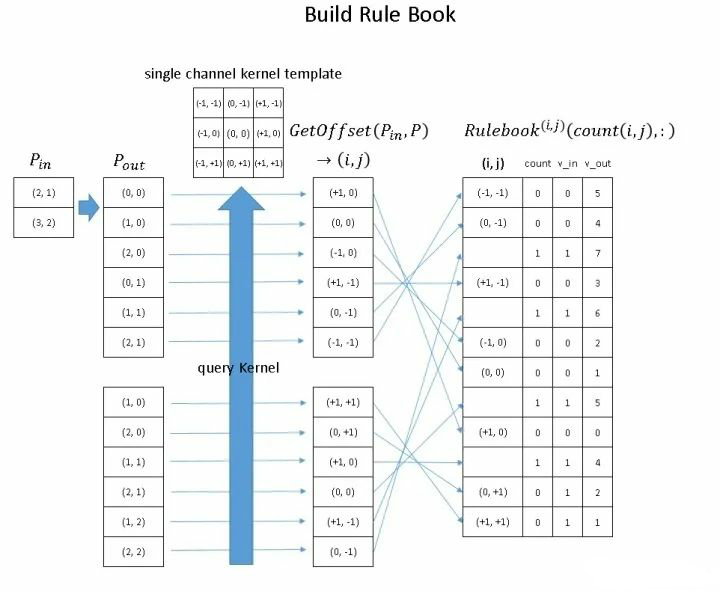 Build Rule Book
single channel kernel template
(-1, -1) (0, -1) (+1, -1)
(-1, 0) (0, 0) (+1, 0)
(-1, +1) (0, +1) (+1, +1)
GetOffset(P_in, P)
→ (i, j)
Rulebook^(i,j)(count(i, j), : )
P_in
P_out
(i, j) count v_in v_out
(2, 1)
(3, 2)
(0, 0)
(1, 0)
(2, 0)
(0, 1)
(1, 1)
(2, 1)
(1, 0)
(2, 0)
(1, 1)
(2, 1)
(1, 2)
(2, 2)
query Kernel
(+1, 0)
(0, 0)
(-1, 0)
(+1, -1)
(0, -1)
(-1, -1)
(+1, +1)
(0, +1)
(+1, 0)
(0, 0)
(+1, -1)
(0, -1)
(-1, -1) 0 0 5
(0, -1) 0 0 4
1 1 7
(+1, -1) 0 0 3
1 1 6
(-1, 0) 0 0 2
(0, 0) 0 0 1
1 1 5
(+1, 0) 0 0 0
1 1 4
(0, +1) 0 1 2
(+1, +1) 0 1 1